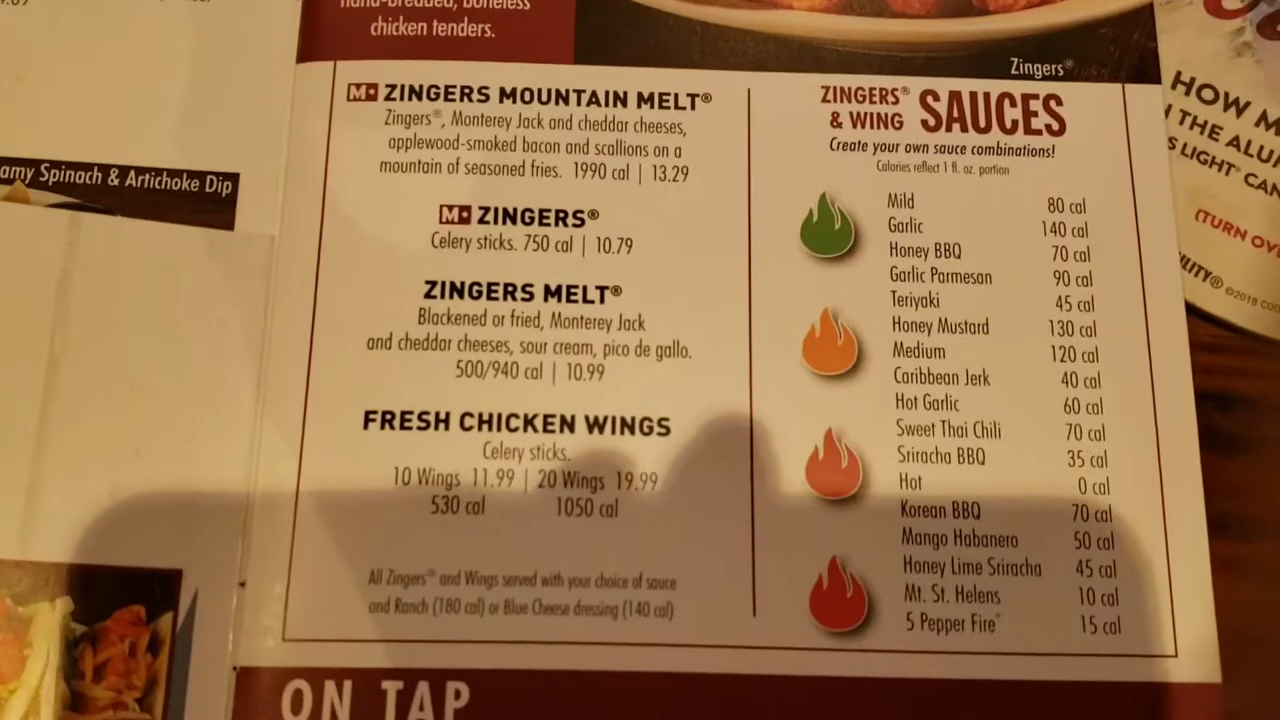 hand-breaded, boneless
chicken tenders.
Zingers®
amy Spinach & Artichoke Dip
M• ZINGERS MOUNTAIN MELT®
Zingers®, Monterey Jack and cheddar cheeses,
applewood-smoked bacon and scallions on a
mountain of seasoned fries. 1990 cal | 13.29
M• ZINGERS®
Celery sticks. 750 cal | 10.79
ZINGERS MELT®
Blackened or fried, Monterey Jack
and cheddar cheeses, sour cream, pico de gallo.
500/940 cal | 10.99
FRESH CHICKEN WINGS
Celery sticks.
10 Wings 11.99 | 20 Wings 19.99
530 cal 1050 cal
All Zingers® and Wings served with your choice of sauce
and Ranch (180 cal) or Blue Cheese dressing (140 cal)
ZINGERS®
& WING SAUCES
Create your own sauce combinations!
Calories reflect 1 fl. oz. portion
Mild 80 cal
Garlic 140 cal
Honey BBQ 70 cal
Garlic Parmesan 90 cal
Teriyaki 45 cal
Honey Mustard 130 cal
Medium 120 cal
Caribbean Jerk 40 cal
Hot Garlic 60 cal
Sweet Thai Chili 70 cal
Sriracha BBQ 35 cal
Hot 0 cal
Korean BBQ 70 cal
Mango Habanero 50 cal
Honey Lime Sriracha 45 cal
Mt. St. Helens 10 cal
5 Pepper Fire® 15 cal
ON TAP
HOW M
THE ALU
S LIGHT® CAN
(TURN OV
ILITY® ©2018 COO